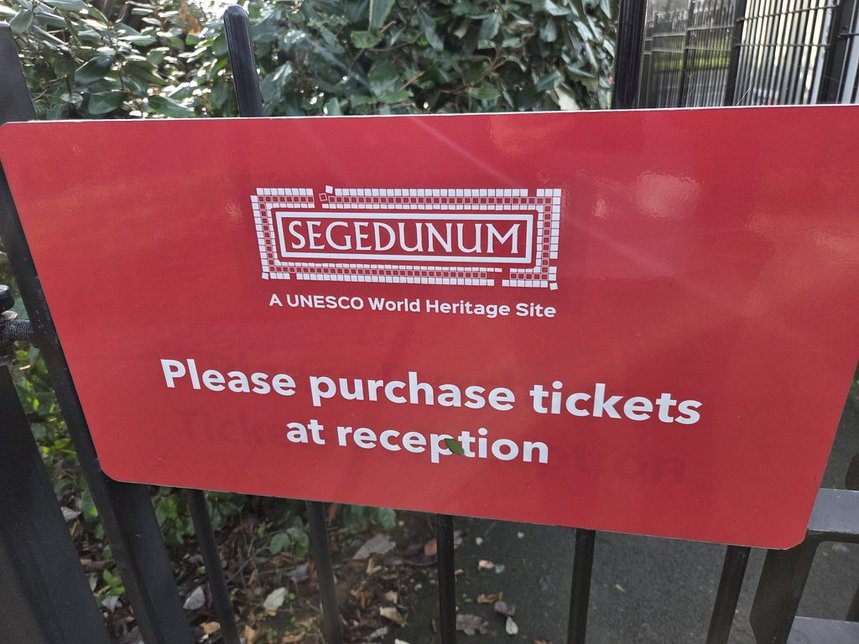 SEGEDUNUM
A UNESCO World Heritage Site
Please purchase tickets
at reception